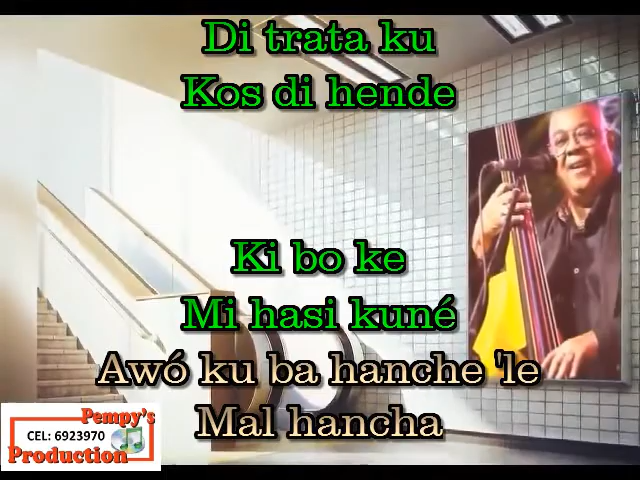 Di trata ku
Kos di hende
Ki bo ke
Mi hasi kuné
Awó ku ba hanche 'le
Mal hancha
Pempy's
CEL: 6923970
Production